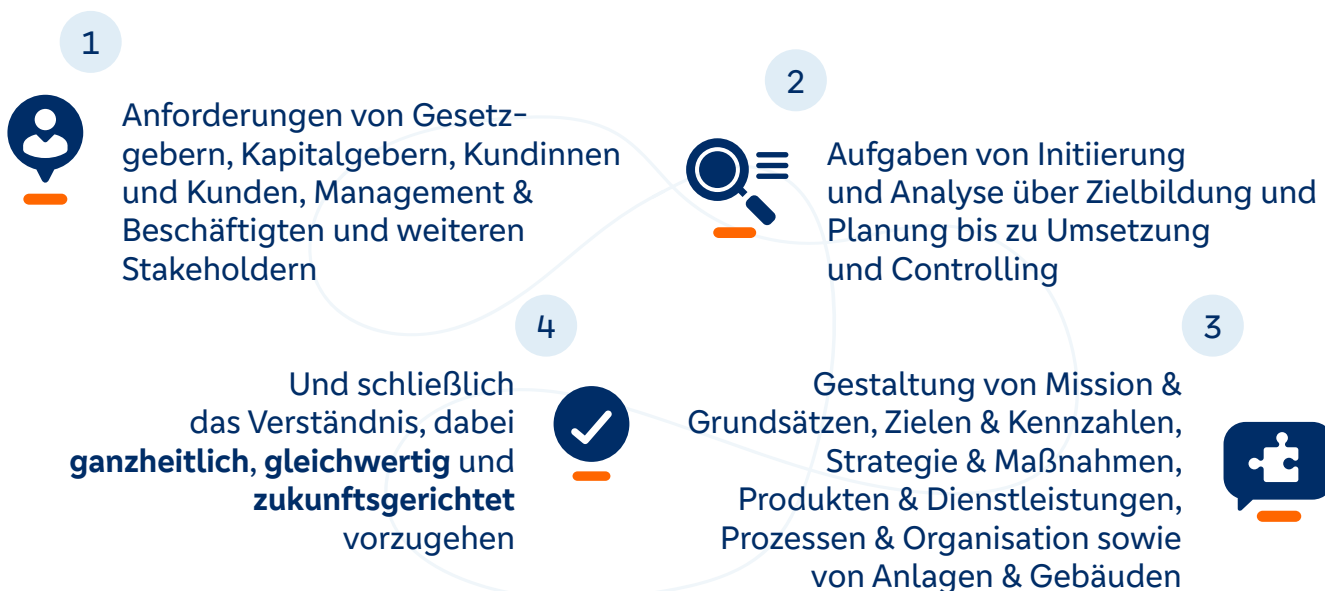 1
Anforderungen von Gesetz-
gebern, Kapitalgebern, Kundinnen
und Kunden, Management &
Beschäftigten und weiteren
Stakeholdern
2
Aufgaben von Initiierung
und Analyse über Zielbildung und
Planung bis zu Umsetzung
und Controlling
3
Gestaltung von Mission &
Grundsätzen, Zielen & Kennzahlen,
Strategie & Maßnahmen,
Produkten & Dienstleistungen,
Prozessen & Organisation sowie
von Anlagen & Gebäuden
4
Und schließlich
das Verständnis, dabei
ganzheitlich, gleichwertig und
zukunftsgerichtet
vorzugehen